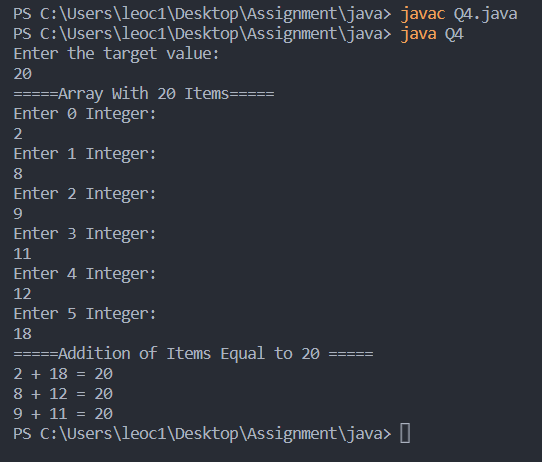 PS C:\Users\leoc1\Desktop\Assignment\java> javac Q4.java
PS C:\Users\leoc1\Desktop\Assignment\java> java Q4
Enter the target value:
20
=====Array With 20 Items=====
Enter 0 Integer:
2
Enter 1 Integer:
8
Enter 2 Integer:
9
Enter 3 Integer:
11
Enter 4 Integer:
12
Enter 5 Integer:
18
=====Addition of Items Equal to 20 =====
2 + 18 = 20
8 + 12 = 20
9 + 11 = 20
PS C:\Users\leoc1\Desktop\Assignment\java>